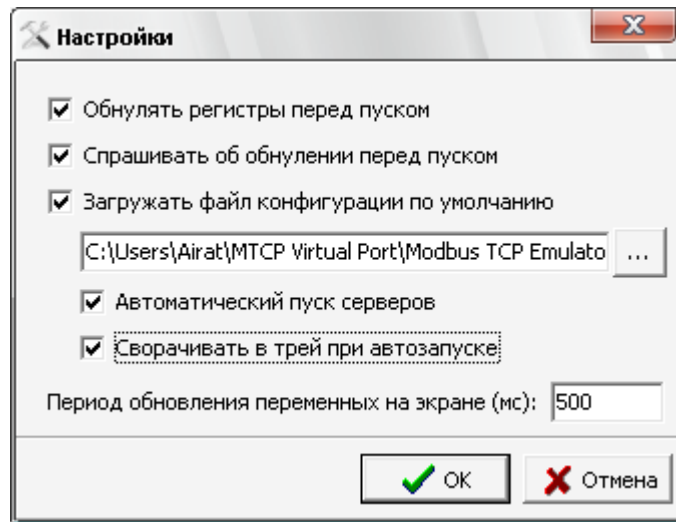 Настройки
Обнулять регистры перед пуском
Спрашивать об обнулении перед пуском
Загружать файл конфигурации по умолчанию
C:\Users\Airat\MTCP Virtual Port\Modbus TCP Emulato ...
Автоматический пуск серверов
Сворачивать в трей при автозапуске
Период обновления переменных на экране (мс): 500
ОК Отмена